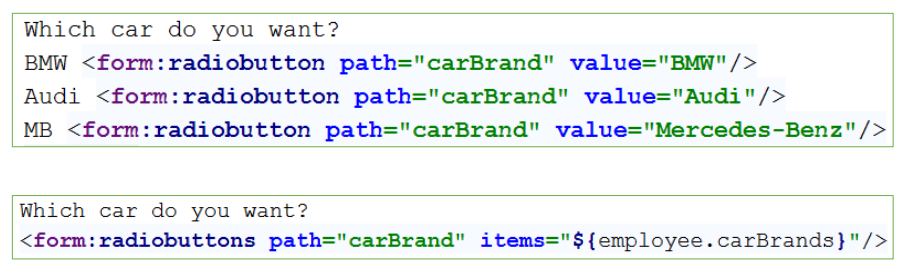 Which car do you want?
BMW <form:radiobutton path="carBrand" value="BMW"/>
Audi <form:radiobutton path="carBrand" value="Audi"/>
MB <form:radiobutton path="carBrand" value="Mercedes-Benz"/>
Which car do you want?
<form:radiobuttons path="carBrand" items="${employee.carBrands}"/>